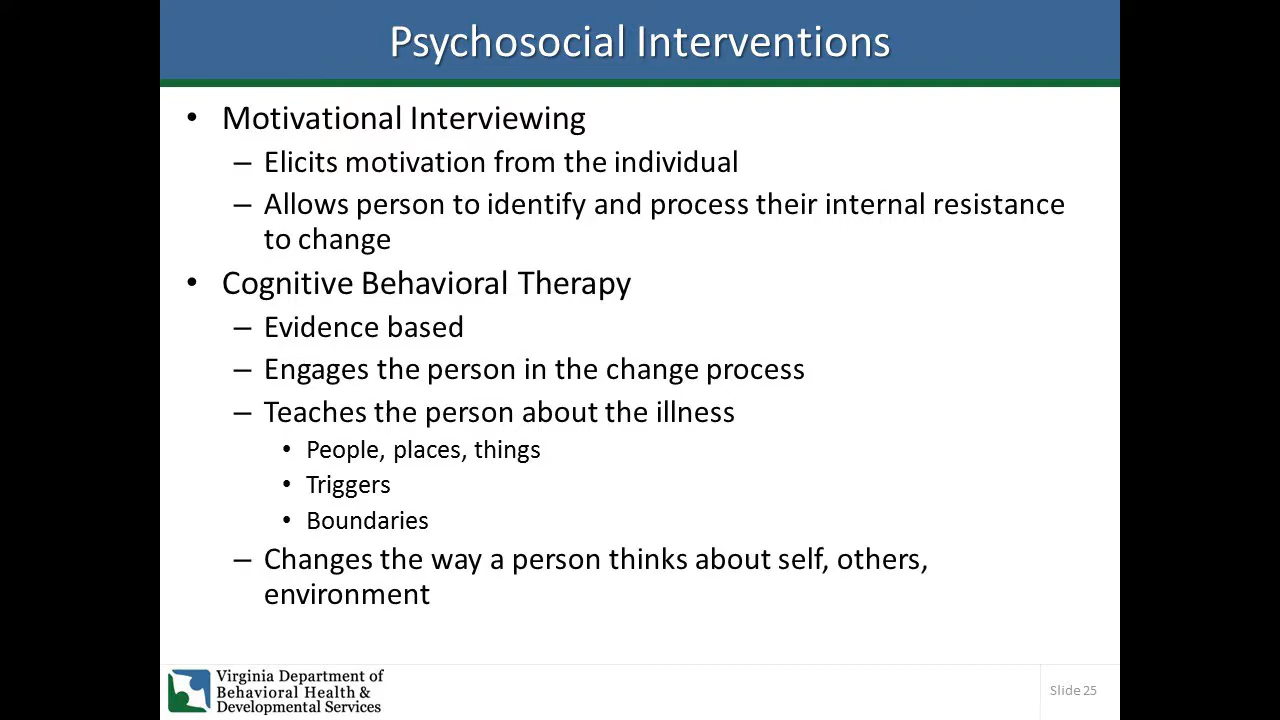 Psychosocial Interventions
• Motivational Interviewing
– Elicits motivation from the individual
– Allows person to identify and process their internal resistance
to change
• Cognitive Behavioral Therapy
– Evidence based
– Engages the person in the change process
– Teaches the person about the illness
• People, places, things
• Triggers
• Boundaries
– Changes the way a person thinks about self, others,
environment
Virginia Department of
Behavioral Health &
Developmental Services
Slide 25